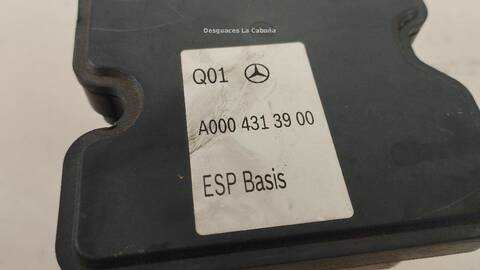 Desguaces La Cabaña
Q01
A000 431 39 00
ESP Basis